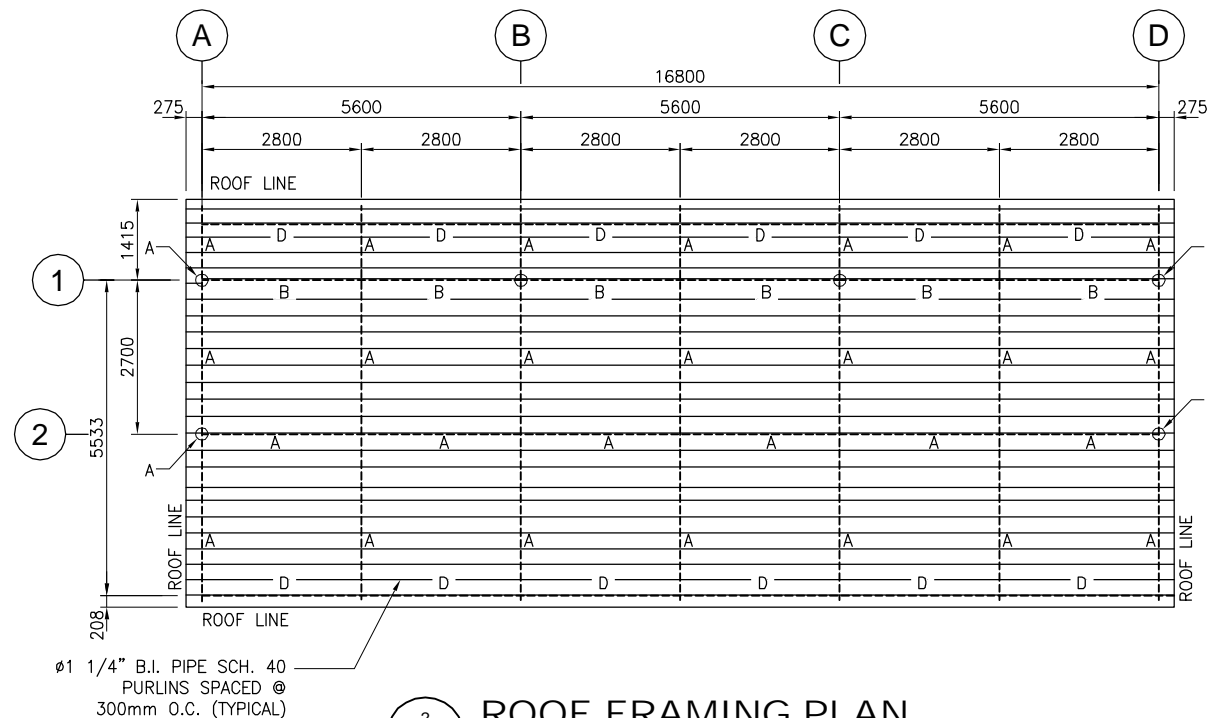 A B C D
16800
275 5600 5600 5600 275
2800 2800 2800 2800 2800 2800
ROOF LINE
1415
D D D D D D
A A A A A A A A
1
B B B B B B
2700
A A A A A A A
2
5533
A A A A A A
A
ROOF LINE
A A A A A A A
ROOF LINE
D D D D D D
208
ROOF LINE
ø1 1/4" B.I. PIPE SCH. 40
PURLINS SPACED @
300mm O.C. (TYPICAL)
2 ROOF FRAMING PLAN